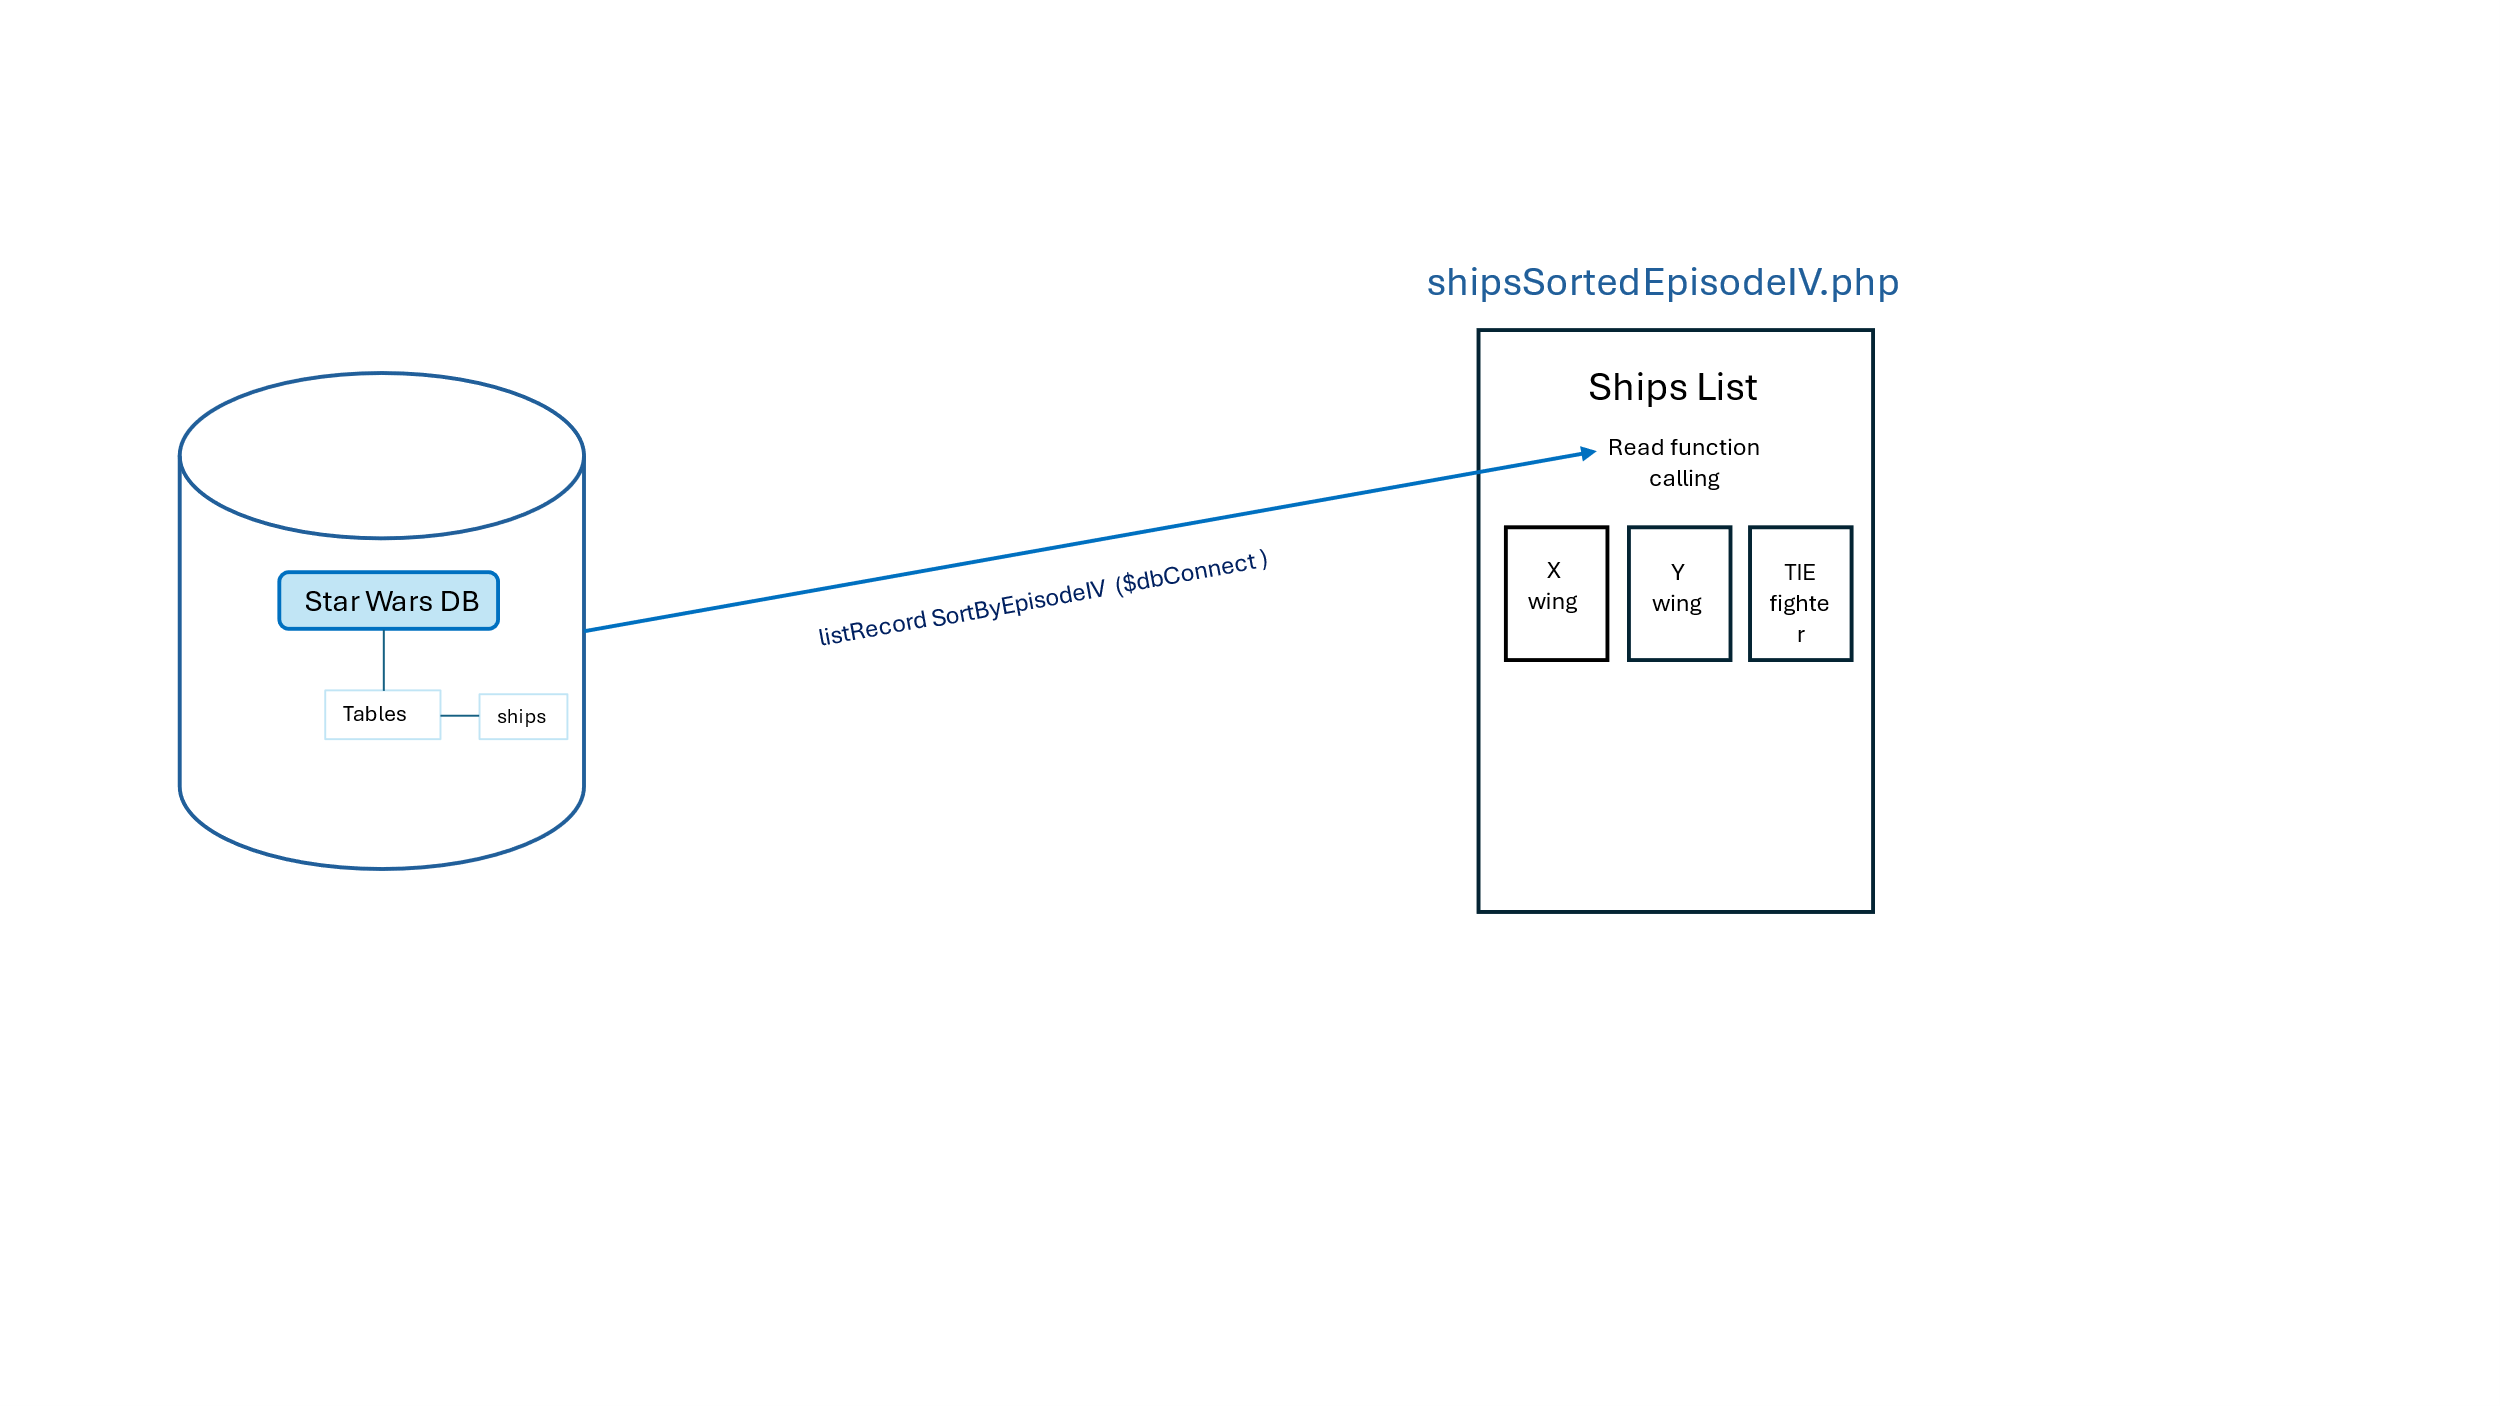 shipsSortedEpisodeIV.php
Ships List
Read function
calling
X
wing
Y
wing
TIE
fighte
r
listRecord SortByEpisodeIV ($dbConnect )
Star Wars DB
Tables
ships